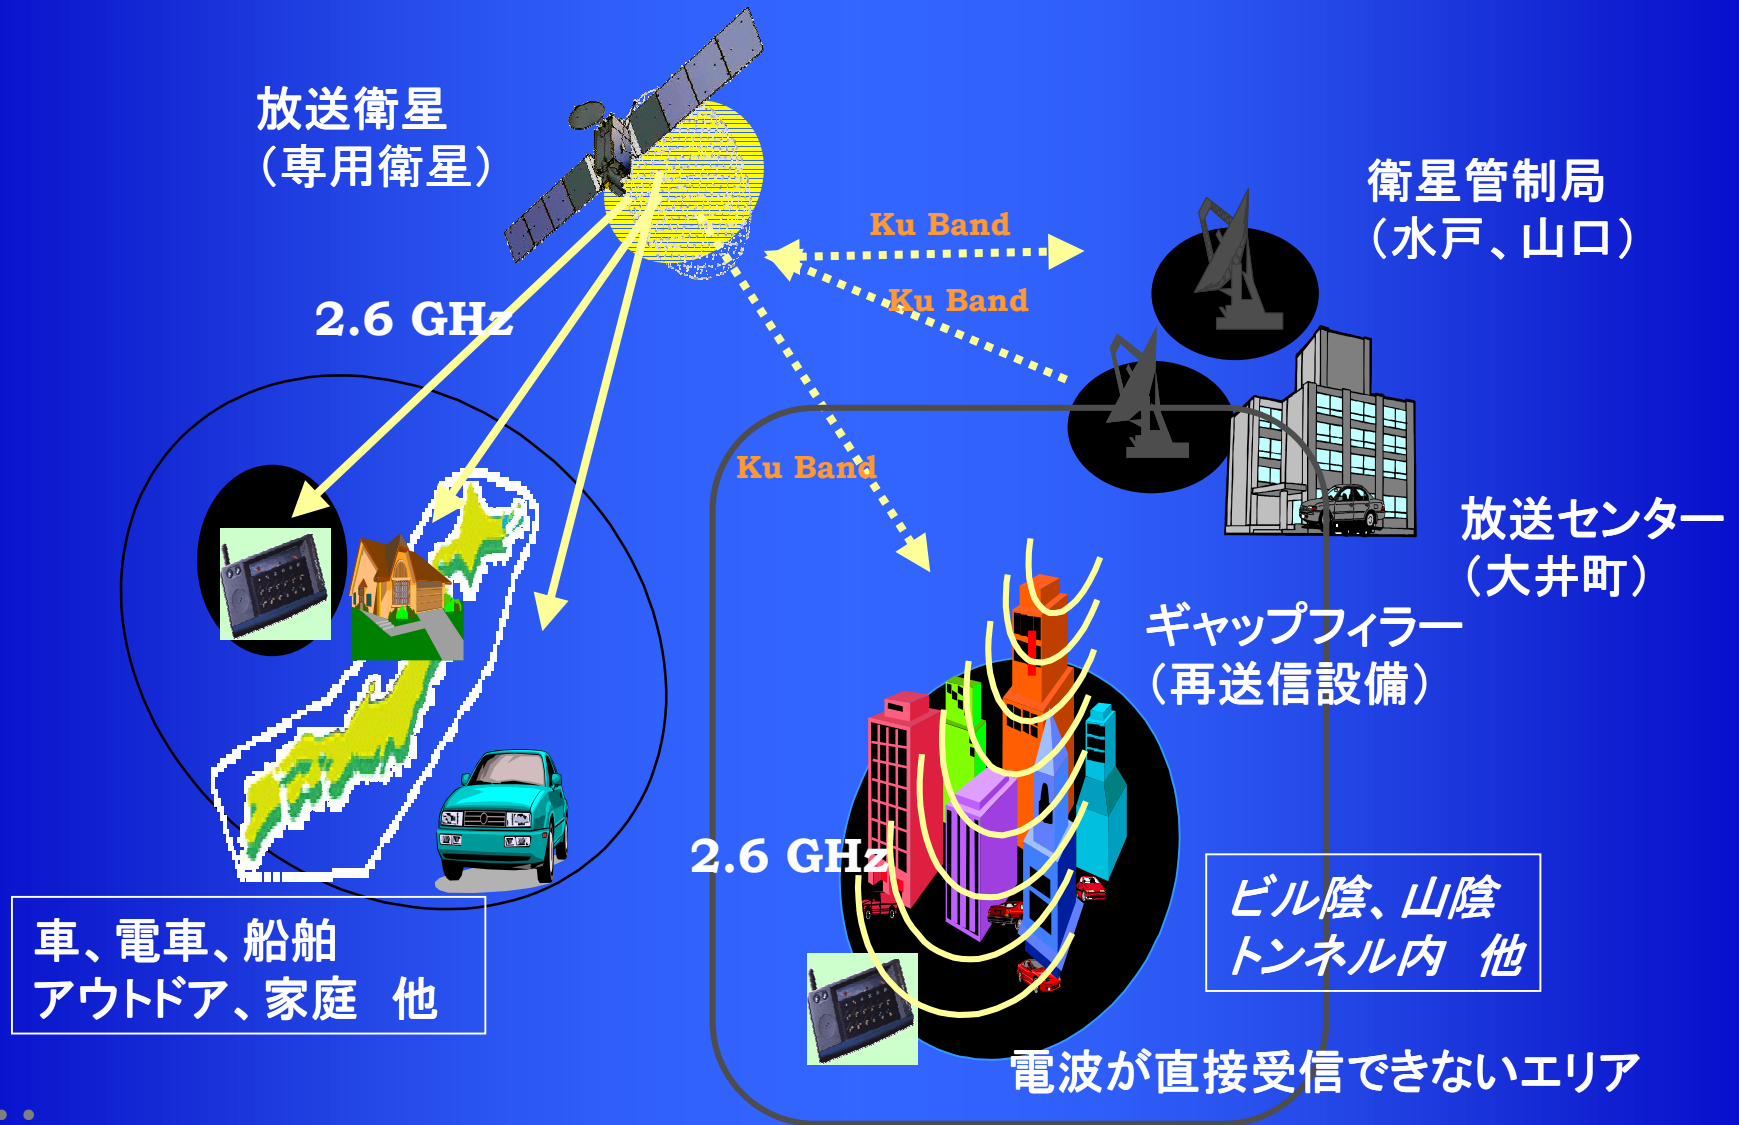 放送衛星
（専用衛星）
衛星管制局
（水戸、山口）
Ku Band
Ku Band
2.6 GHz
Ku Band
放送センター
（大井町）
ギャップフィラー
（再送信設備）
2.6 GHz
ビル陰、山陰
トンネル内　他
車、電車、船舶
アウトドア、家庭　他
電波が直接受信できないエリア